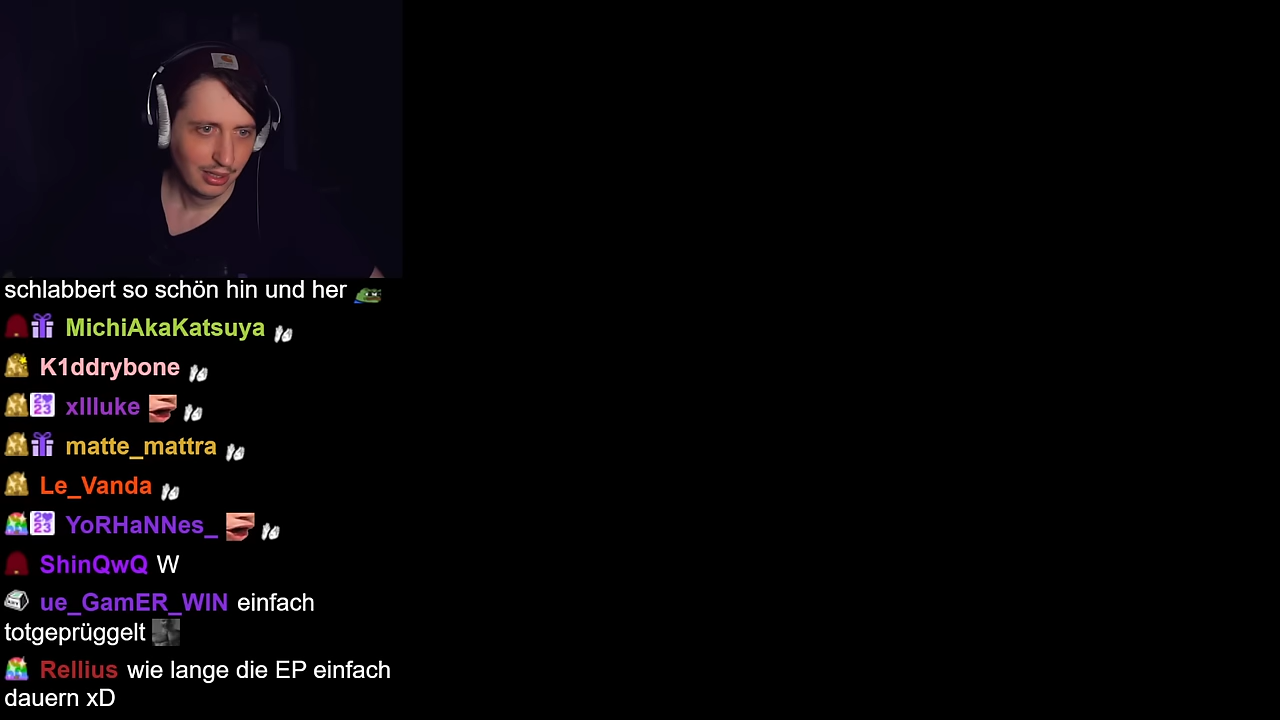 schlabbert so schön hin und her
MichiAkaKatsuya
K1ddrybone
xIlluke
matte_mattra
Le_Vanda
YoRHaNNes_
ShinQwQ W
ue_GamER_WIN einfach
totgeprüggelt
Rellius wie lange die EP einfach
dauern xD